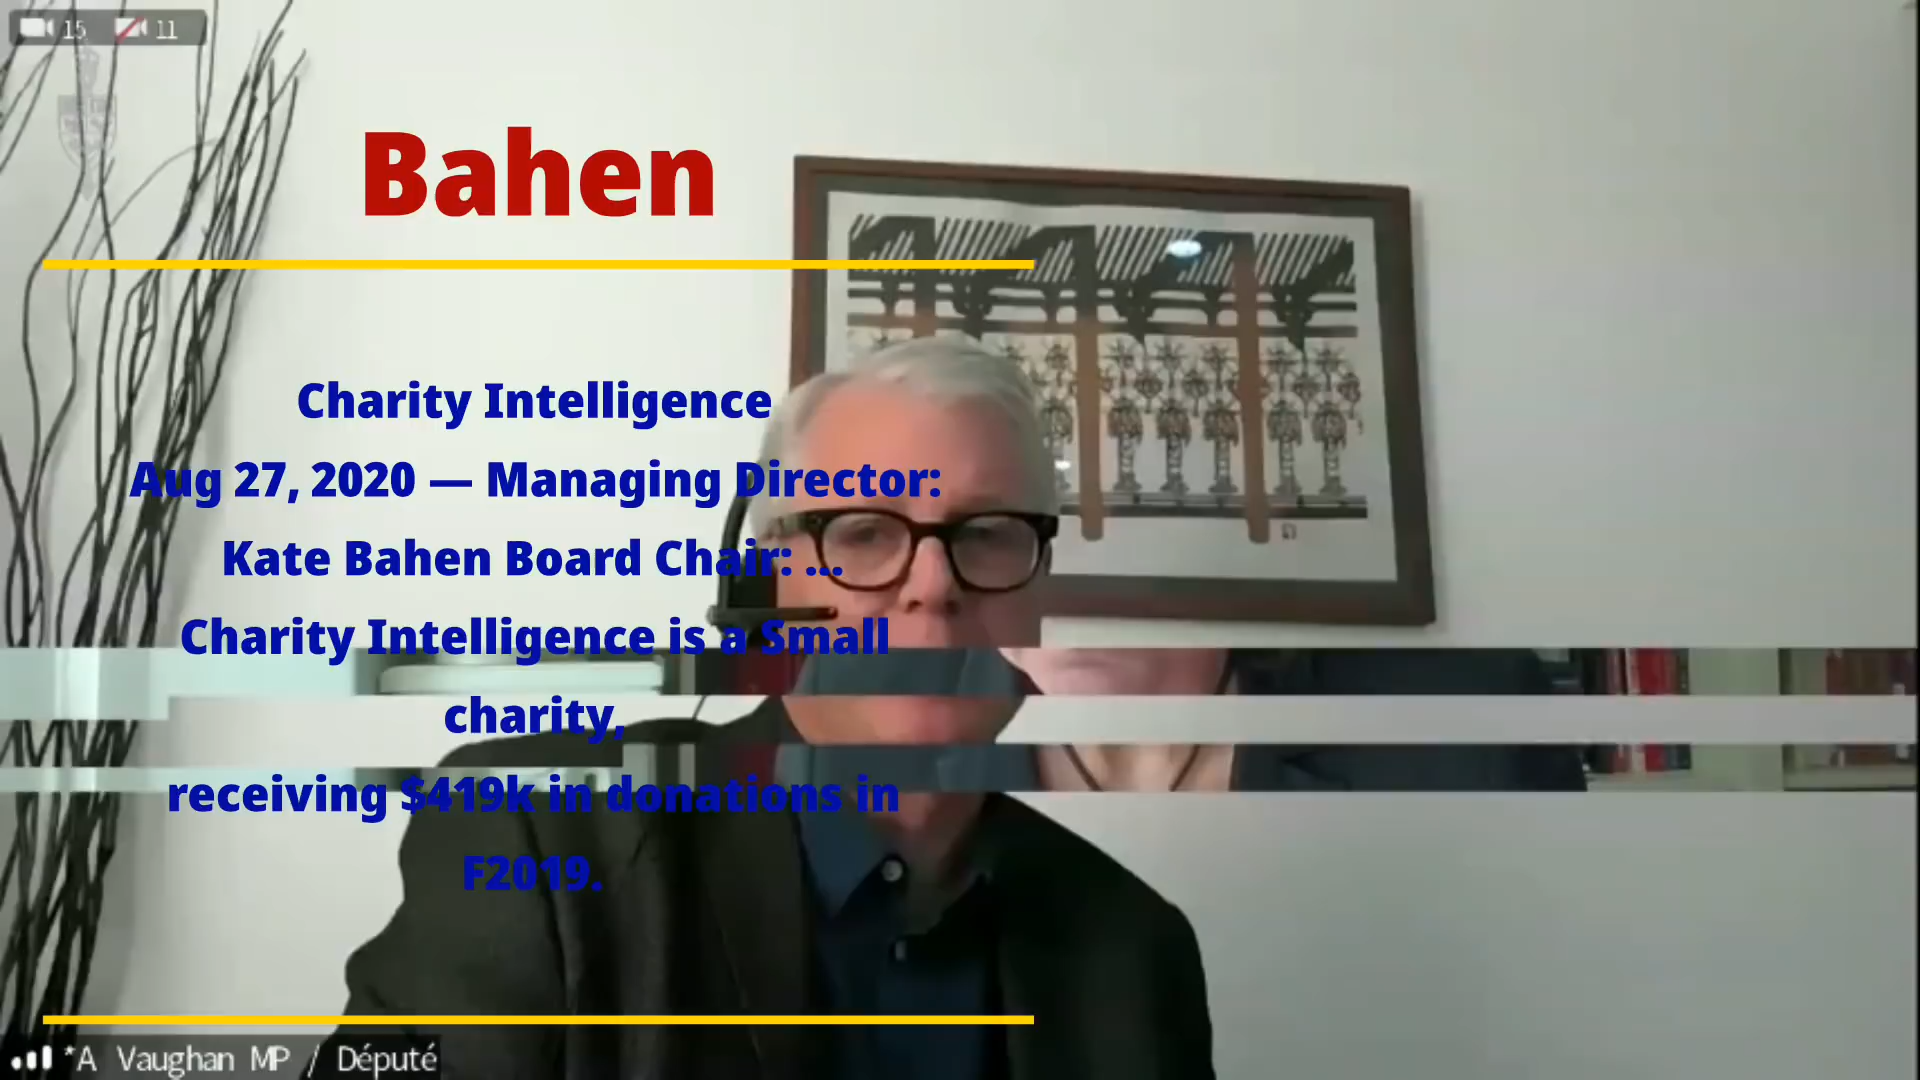 15 11
Bahen
Charity Intelligence
Aug 27, 2020 — Managing Director:
Kate Bahen Board Chair: ...
Charity Intelligence is a Small
charity,
receiving $419k in donations in
F2019.
*A Vaughan MP / Député